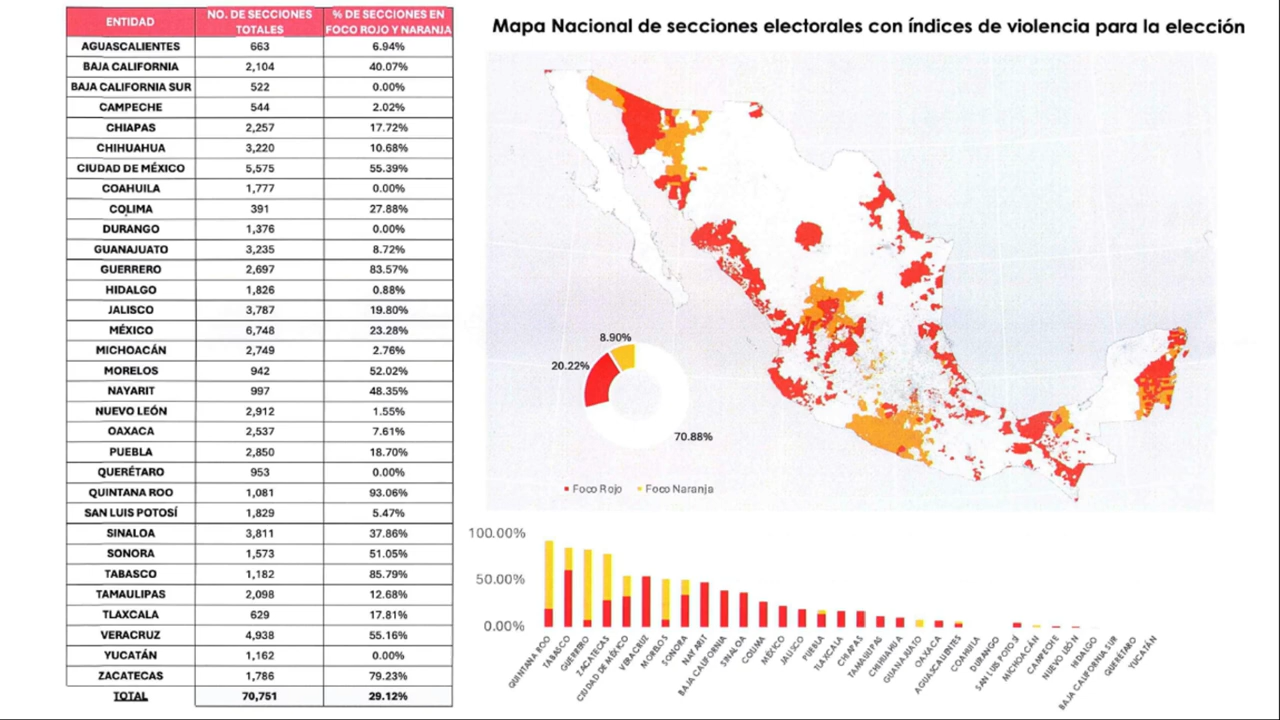 ENTIDAD NO. DE SECCIONES TOTALES % DE SECCIONES EN FOCO ROJO Y NARANJA
AGUASCALIENTES 663 6.94%
BAJA CALIFORNIA 2,104 40.07%
BAJA CALIFORNIA SUR 522 0.00%
CAMPECHE 544 2.02%
CHIAPAS 2,257 17.72%
CHIHUAHUA 3,220 10.68%
CIUDAD DE MÉXICO 5,575 55.39%
COAHUILA 1,777 0.00%
COLIMA 391 27.88%
DURANGO 1,376 0.00%
GUANAJUATO 3,235 8.72%
GUERRERO 2,697 83.57%
HIDALGO 1,826 0.88%
JALISCO 3,787 19.80%
MÉXICO 6,748 23.28%
MICHOACÁN 2,749 2.76%
MORELOS 942 52.02%
NAYARIT 997 48.35%
NUEVO LEÓN 2,912 1.55%
OAXACA 2,537 7.61%
PUEBLA 2,850 18.70%
QUERÉTARO 953 0.00%
QUINTANA ROO 1,081 93.06%
SAN LUIS POTOSÍ 1,829 5.47%
SINALOA 3,811 37.86%
SONORA 1,573 51.05%
TABASCO 1,182 85.79%
TAMAULIPAS 2,098 12.68%
TLAXCALA 629 17.81%
VERACRUZ 4,938 55.16%
YUCATÁN 1,162 0.00%
ZACATECAS 1,786 79.23%
TOTAL 70,751 29.12%
Mapa Nacional de secciones electorales con índices de violencia para la elección
8.90%
20.22%
70.88%
Foco Rojo Foco Naranja
100.00%
50.00%
0.00%
QUINTANA ROO
TABASCO
GUERRERO
ZACATECAS
CIUDAD DE MÉXICO
VERACRUZ
MORELOS
SONORA
NAYARIT
BAJA CALIFORNIA
SINALOA
COLIMA
MÉXICO
JALISCO
PUEBLA
TLAXCALA
CHIAPAS
TAMAULIPAS
CHIHUAHUA
GUANAJUATO
OAXACA
AGUASCALIENTES
COAHUILA
DURANGO
SAN LUIS POTOSÍ
MICHOACÁN
CAMPECHE
NUEVO LEÓN
HIDALGO
BAJA CALIFORNIA SUR
QUERÉTARO
YUCATÁN